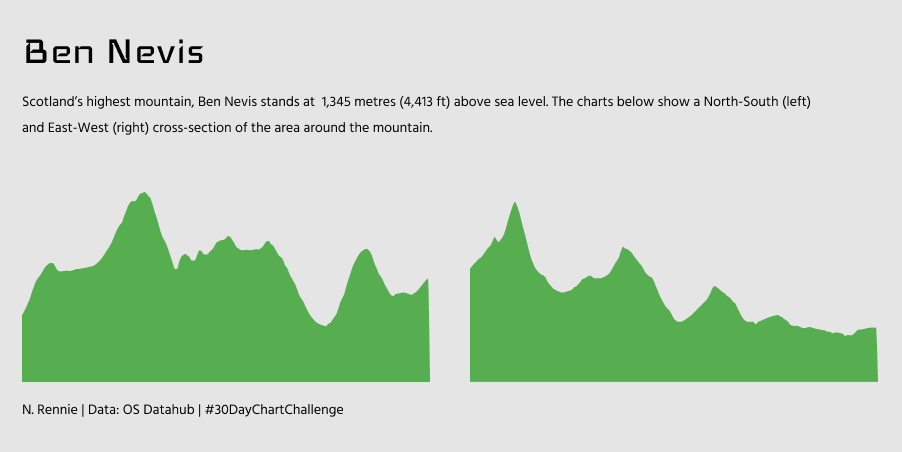 Ben Nevis
Scotland’s highest mountain, Ben Nevis stands at  1,345 metres (4,413 ft) above sea level. The charts below show a North-South (left)
and East-West (right) cross-section of the area around the mountain.
N. Rennie | Data: OS Datahub | #30DayChartChallenge